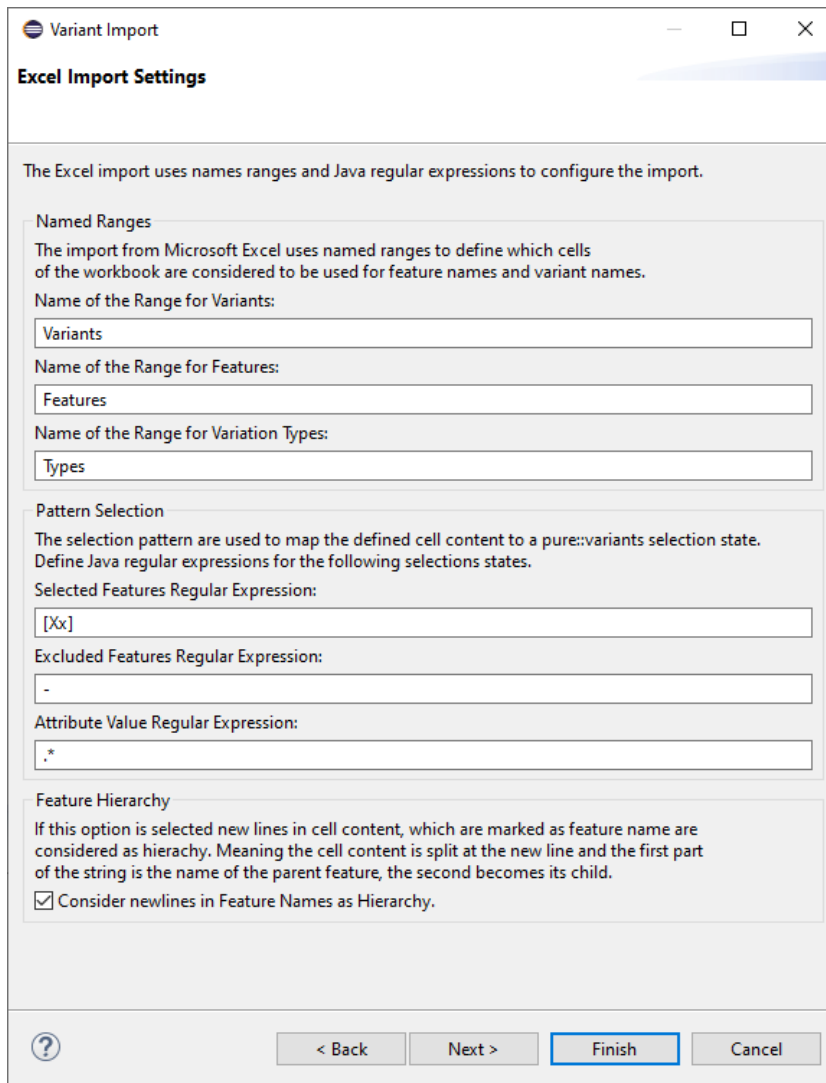 Variant Import
Excel Import Settings
The Excel import uses names ranges and Java regular expressions to configure the import.
Named Ranges
The import from Microsoft Excel uses named ranges to define which cells
of the workbook are considered to be used for feature names and variant names.
Name of the Range for Variants:
Variants
Name of the Range for Features:
Features
Name of the Range for Variation Types:
Types
Pattern Selection
The selection pattern are used to map the defined cell content to a pure::variants selection state.
Define Java regular expressions for the following selections states.
Selected Features Regular Expression:
[Xx]
Excluded Features Regular Expression:
-
Attribute Value Regular Expression:
.*
Feature Hierarchy
If this option is selected new lines in cell content, which are marked as feature name are
considered as hierachy. Meaning the cell content is split at the new line and the first part
of the string is the name of the parent feature, the second becomes its child.
Consider newlines in Feature Names as Hierarchy.
? < Back Next > Finish Cancel